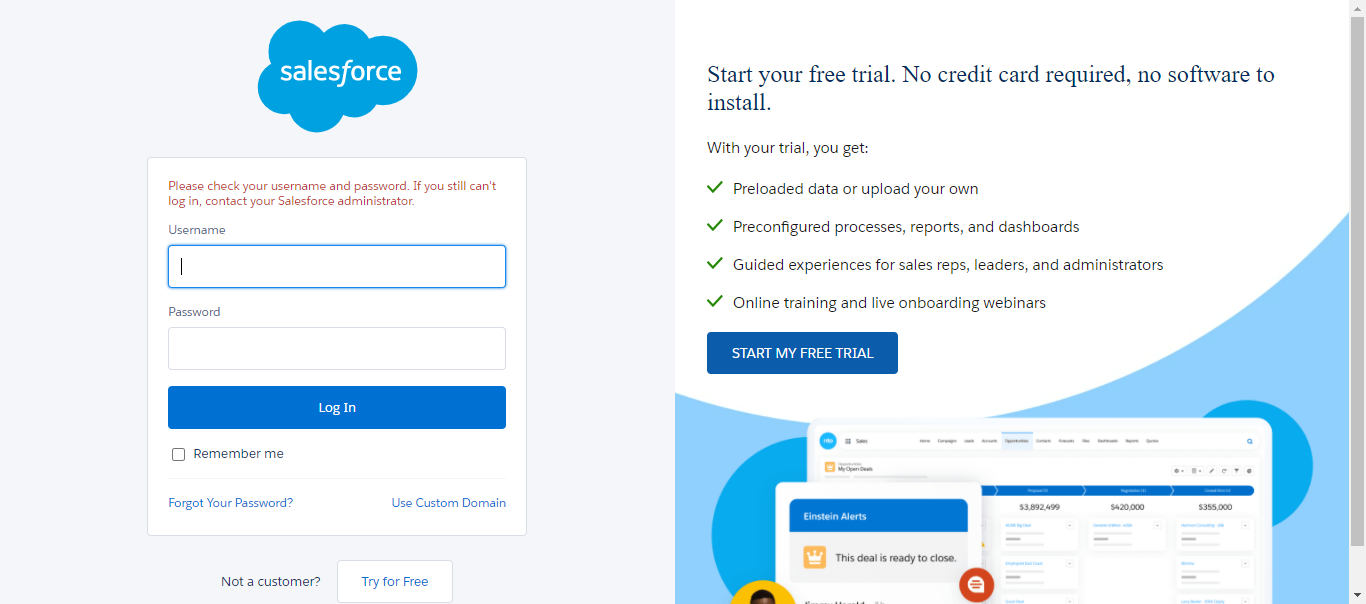 salesforce
Please check your username and password. If you still can't
log in, contact your Salesforce administrator.
Username
Password
Log In
Remember me
Forgot Your Password?
Use Custom Domain
Not a customer?
Try for Free
Start your free trial. No credit card required, no software to
install.
With your trial, you get:
Preloaded data or upload your own
Preconfigured processes, reports, and dashboards
Guided experiences for sales reps, leaders, and administrators
Online training and live onboarding webinars
START MY FREE TRIAL
Sales
Home Campaigns Leads Accounts Opportunities Contacts Forecasts Files Dashboards Reports Quotes
My Open Deals
$3,892,499
$420,000
$355,000
Einstein Alerts
This deal is ready to close.